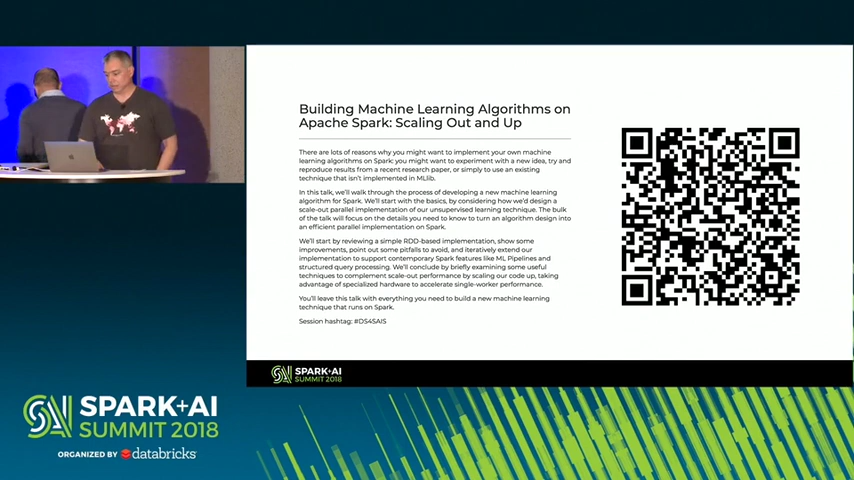 Building Machine Learning Algorithms on
Apache Spark: Scaling Out and Up
There are lots of reasons why you might want to implement your own machine
learning algorithms on Spark: you might want to experiment with a new idea, try and
reproduce results from a recent research paper, or simply to use an existing
technique that isn't implemented in MLlib.
In this talk, we'll walk through the process of developing a new machine learning
algorithm for Spark. We'll start with the basics, by considering how we'd design a
scale-out parallel implementation of our unsupervised learning technique. The bulk
of the talk will focus on the details you need to know to turn an algorithm design into
an efficient parallel implementation on Spark.
We'll start by reviewing a simple RDD-based implementation, show some
improvements, point out some pitfalls to avoid, and iteratively extend our
implementation to support contemporary Spark features like ML Pipelines and
structured query processing. We'll conclude by briefly examining some useful
techniques to complement scale-out performance by scaling our code up, taking
advantage of specialized hardware to accelerate single-worker performance.
You'll leave this talk with everything you need to build a new machine learning
technique that runs on Spark.
Session hashtag: #DS4SAIS
SPARK+AI
SUMMIT 2018
SPARK+AI
SUMMIT 2018
ORGANIZED BY databricks